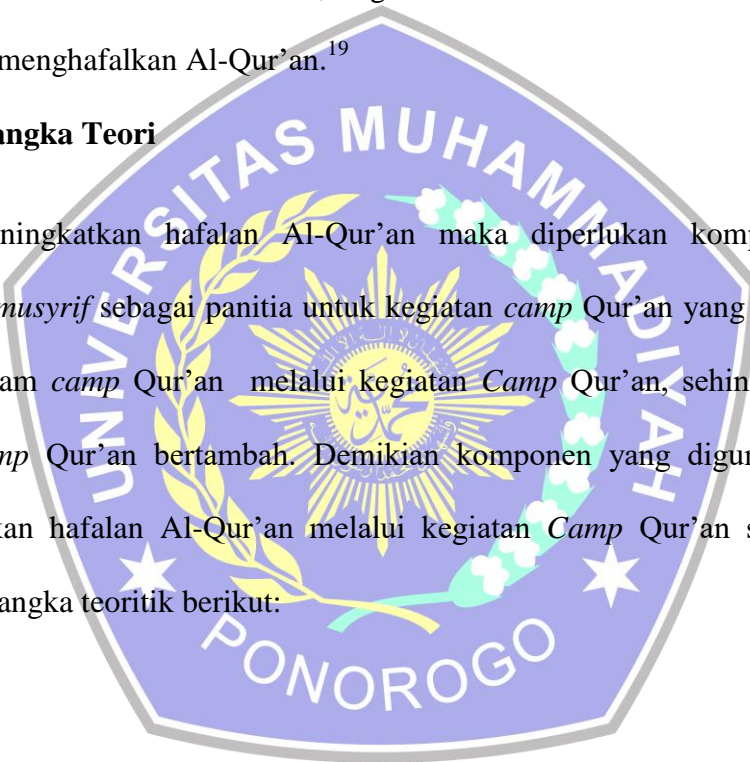 menghafalkan Al-Qur’an.19
angka Teori
ningkatkan hafalan Al-Qur’an maka diperlukan komp
musyrif sebagai panitia untuk kegiatan camp Qur’an yang
am camp Qur’an melalui kegiatan Camp Qur’an, sehin
mp Qur’an bertambah. Demikian komponen yang digun
kan hafalan Al-Qur’an melalui kegiatan Camp Qur’an s
angka teoritik berikut:
UNIVERSITAS MUHAMMADIYAH
PONOROGO